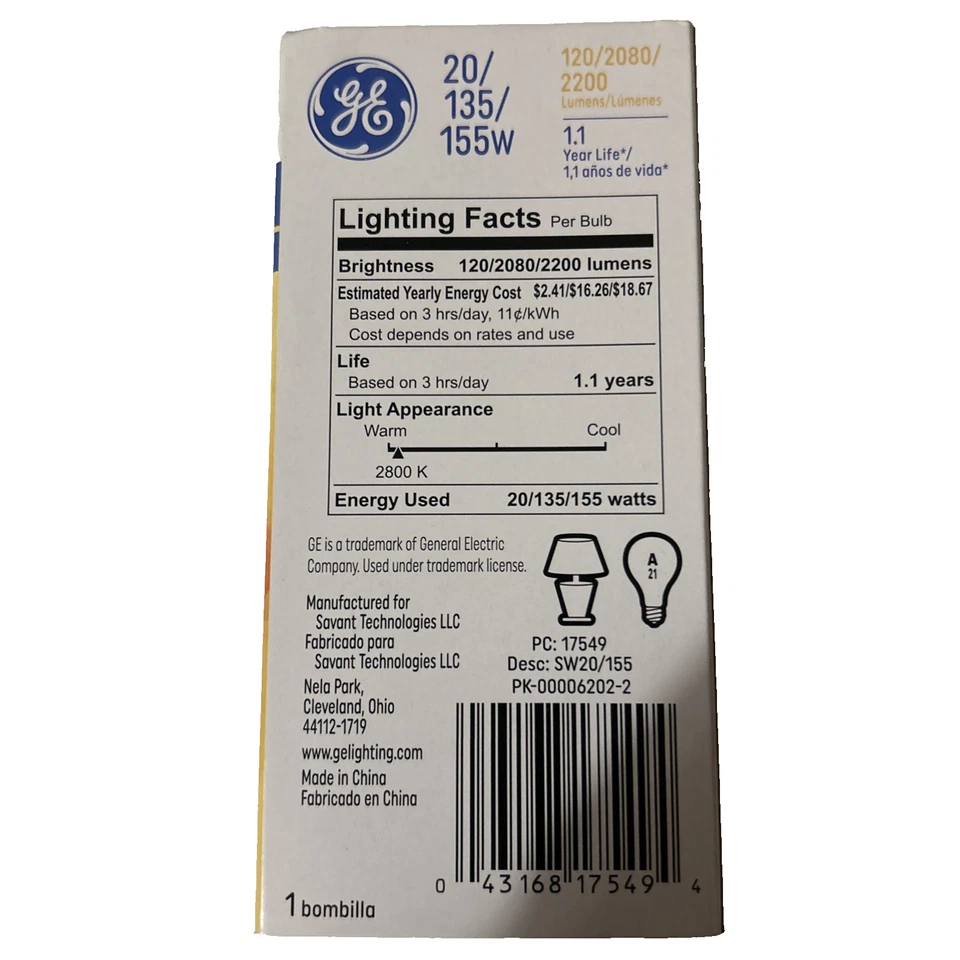 GE
20/
135/
155W
120/2080/
2200
Lumens/Lúmenes
1.1
Year Life*/
1,1 años de vida*
Lighting Facts Per Bulb
Brightness 120/2080/2200 lumens
Estimated Yearly Energy Cost $2.41/$16.26/$18.67
Based on 3 hrs/day, 11¢/kWh
Cost depends on rates and use
Life
Based on 3 hrs/day 1.1 years
Light Appearance
Warm Cool
2800 K
Energy Used 20/135/155 watts
GE is a trademark of General Electric
Company. Used under trademark license.
A
21
Manufactured for
Savant Technologies LLC
Fabricado para
Savant Technologies LLC
Nela Park,
Cleveland, Ohio
44112-1719
www.gelighting.com
Made in China
Fabricado en China
PC: 17549
Desc: SW20/155
PK-00006202-2
0 43168 17549 4
1 bombilla